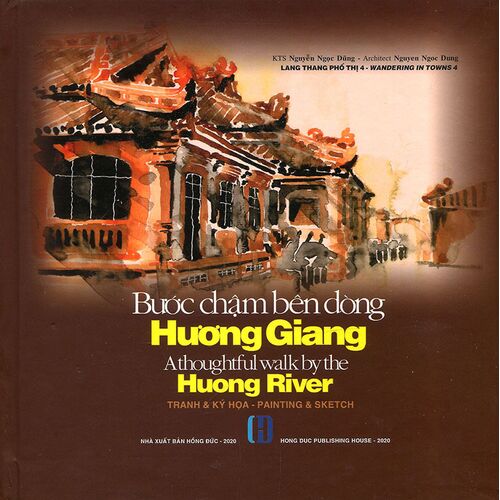 KTS Nguyễn Ngọc Dũng - Architect Nguyen Ngoc Dung
LANG THANG PHỐ THỊ 4 - WANDERING IN TOWNS 4
Bước chậm bên dòng
Hương Giang
A thoughtful walk by the
Huong River
TRANH & KÝ HỌA - PAINTING & SKETCH
NHÀ XUẤT BẢN HỒNG ĐỨC - 2020 HONG DUC PUBLISHING HOUSE - 2020